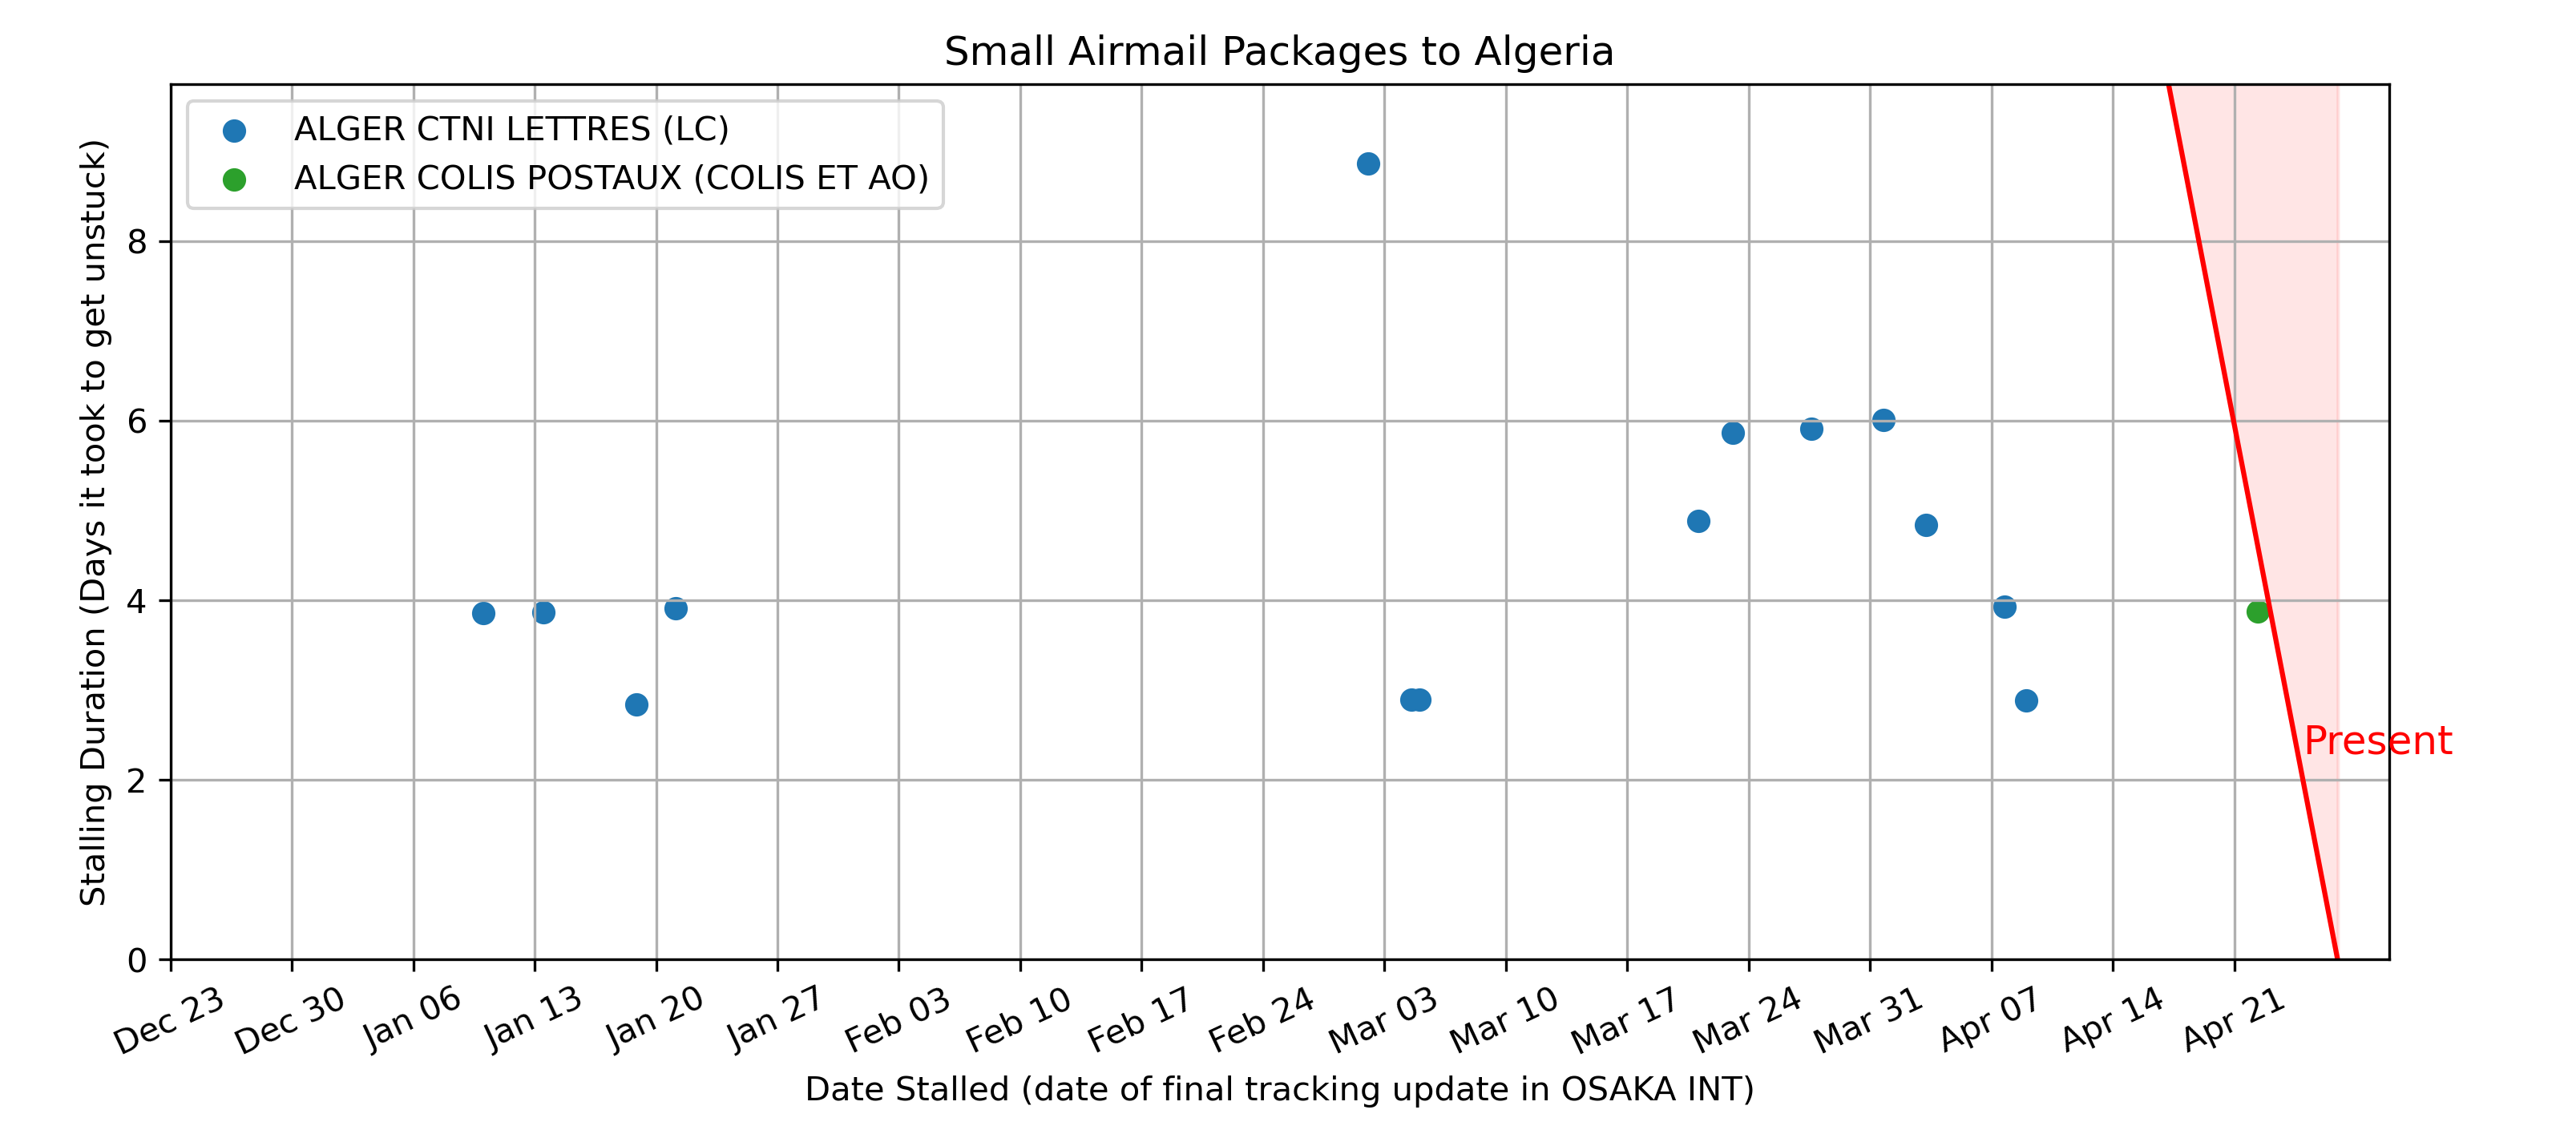 Small Airmail Packages to Algeria
ALGER CTNI LETTRES (LC)
ALGER COLIS POSTAUX (COLIS ET AO)
Stalling Duration (Days it took to get unstuck)
8
6
4
2
0
Present
Dec 23
Dec 30
Jan 06
Jan 13
Jan 20
Jan 27
Feb 03
Feb 10
Feb 17
Feb 24
Mar 03
Mar 10
Mar 17
Mar 24
Mar 31
Apr 07
Apr 14
Apr 21
Date Stalled (date of final tracking update in OSAKA INT)